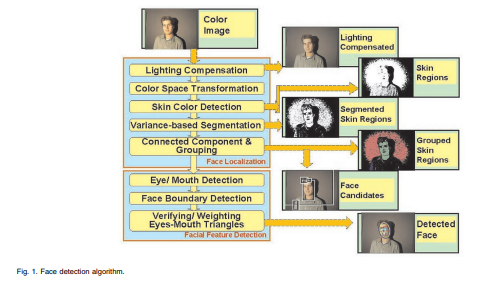 Color
Image
Lighting
Compensated
Lighting Compensation
Color Space Transformation
Skin Color Detection
Variance-based Segmentation
Connected Component &
Grouping
Face Localization
Skin
Regions
Segmented
Skin Regions
Grouped
Skin
Regions
Eye/ Mouth Detection
Face Boundary Detection
Verifying/ Weighting
Eyes-Mouth Triangles
Facial Feature Detection
Face
Candidates
Detected
Face
Fig. 1. Face detection algorithm.